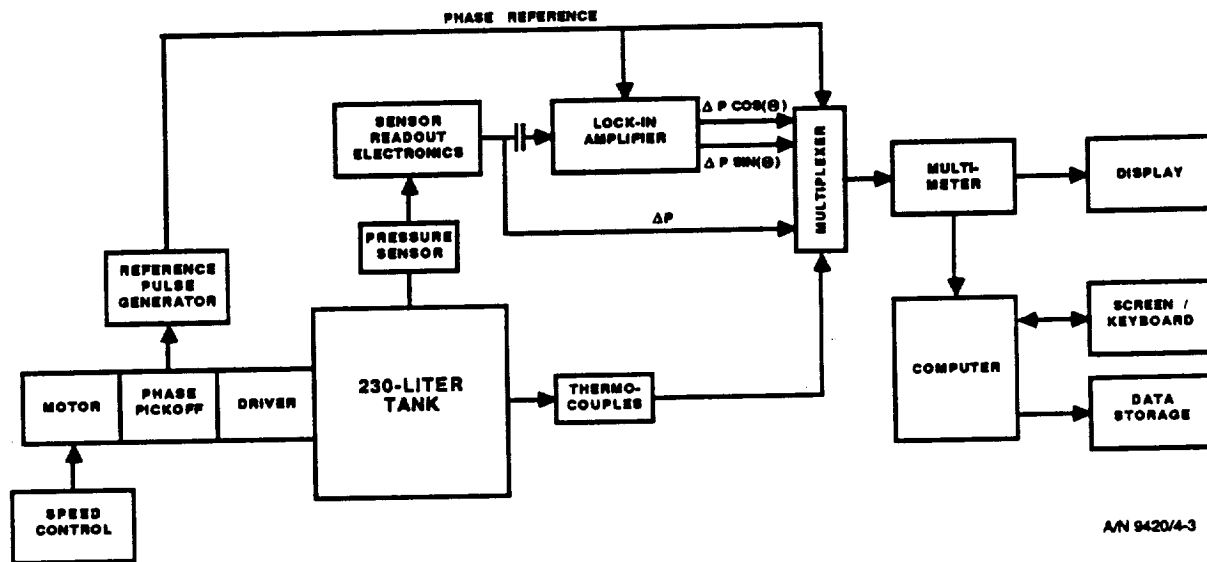 PHASE REFERENCE
SENSOR
READOUT
ELECTRONICS
LOCK-IN
AMPLIFIER
Δ P COS(Θ)
Δ P SIN(Θ)
MULTIPLEXER
MULTI-
METER
DISPLAY
ΔP
PRESSURE
SENSOR
REFERENCE
PULSE
GENERATOR
SCREEN /
KEYBOARD
COMPUTER
230-LITER
TANK
THERMO-
COUPLES
MOTOR
PHASE
PICKOFF
DRIVER
DATA
STORAGE
SPEED
CONTROL
A/N 9420/4-3